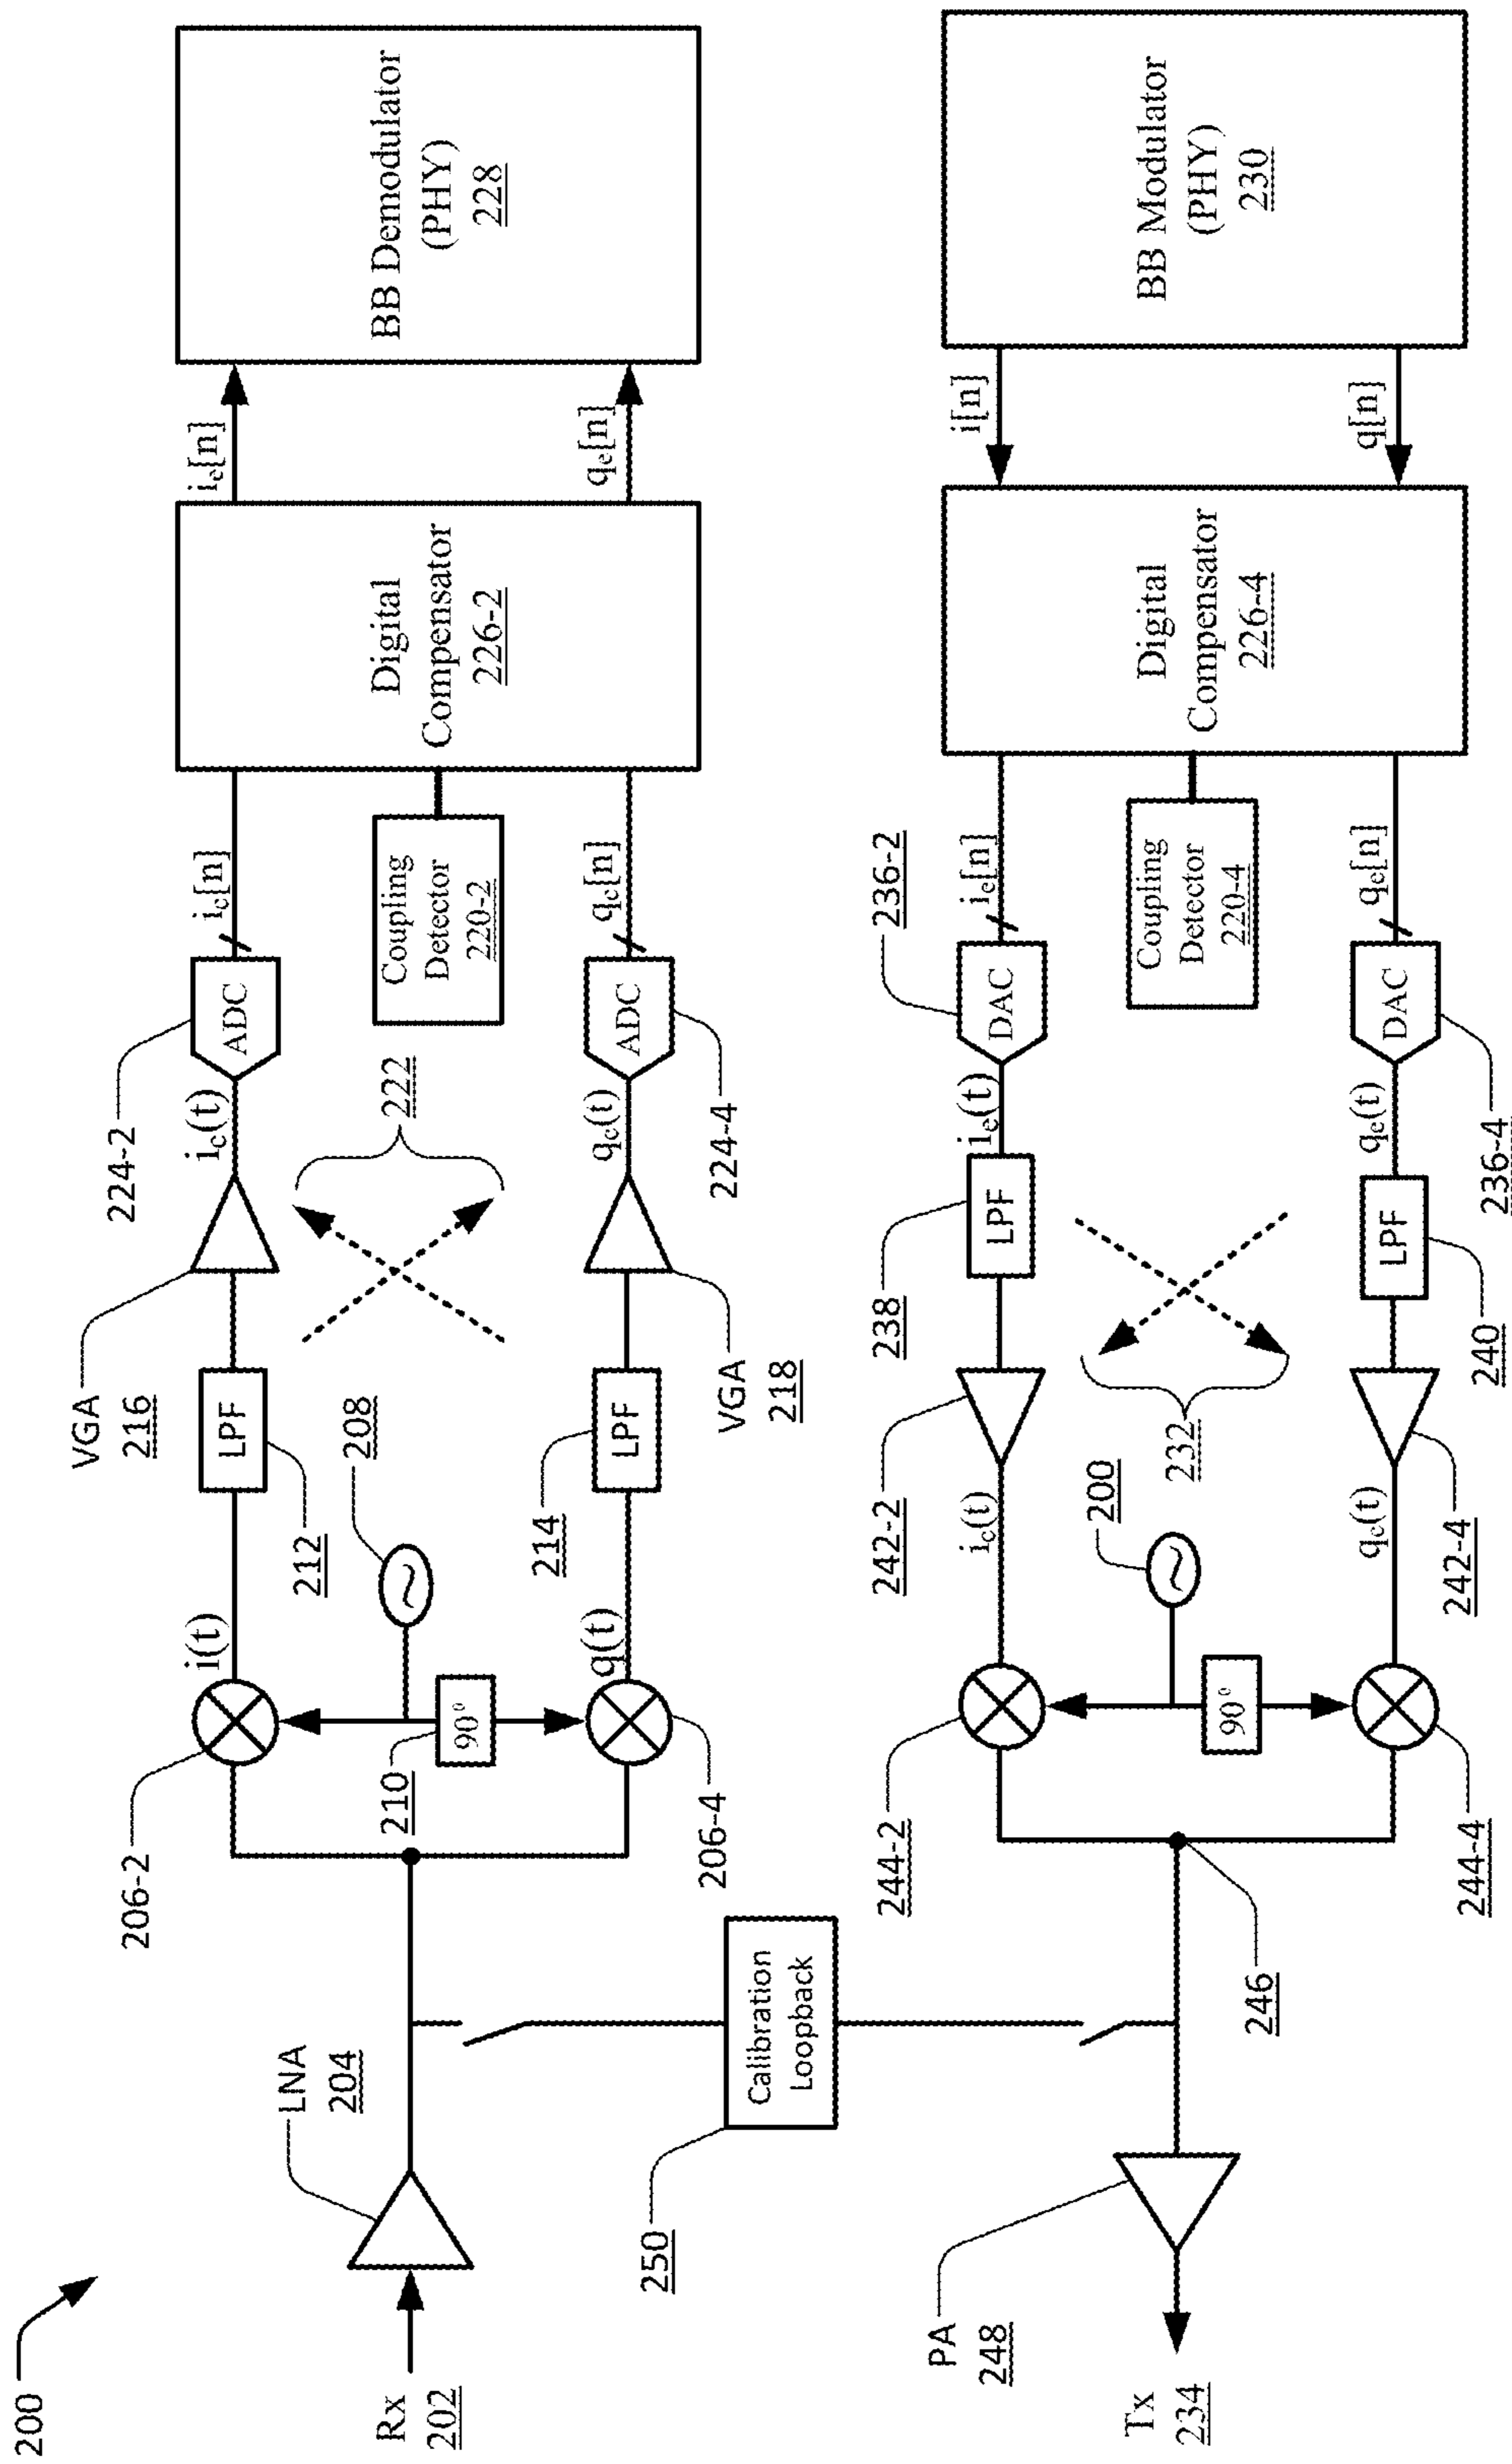 200
Rx
202
LNA
204
206-2
206-4
i(t)
q(t)
210
90°
208
LPF
212
214
LPF
VGA
216
VGA
218
222
224-2
i_c(t)
ADC
i_c[n]
224-4
q_c(t)
ADC
q_c[n]
Coupling
Detector
220-2
Digital
Compensator
226-2
i_e[n]
q_e[n]
BB Demodulator
(PHY)
228
250
Calibration
Loopback
Tx
234
PA
248
246
244-2
244-4
90°
200
i_c(t)
q_c(t)
242-2
242-4
232
238
LPF
LPF
240
i_e(t)
q_e(t)
236-2
DAC
DAC
236-4
i_e[n]
q_e[n]
Coupling
Detector
220-4
Digital
Compensator
226-4
i[n]
q[n]
BB Modulator
(PHY)
230